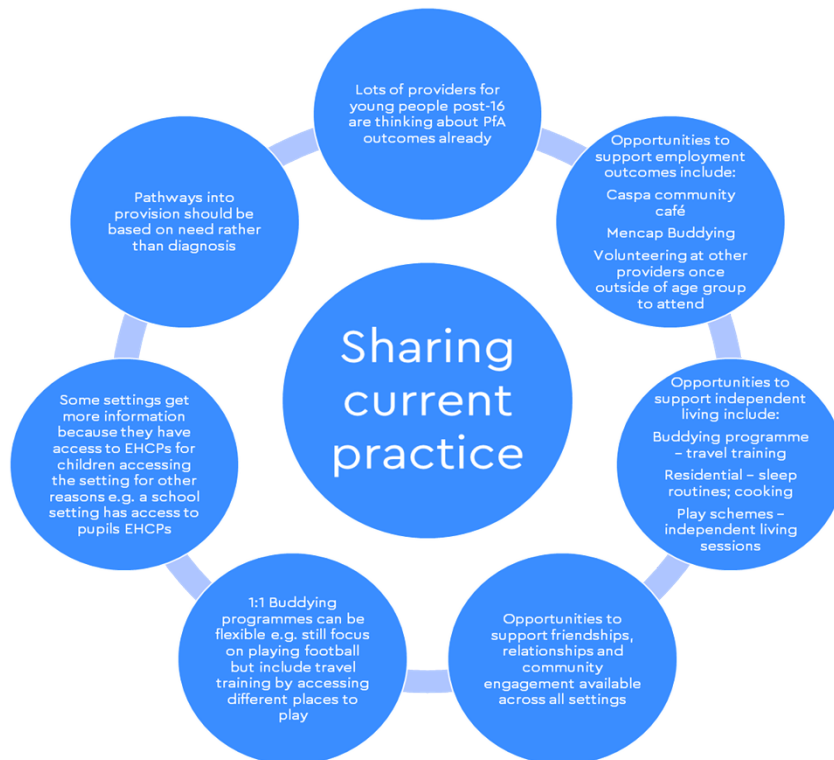 Lots of providers for
young people post-16
are thinking about PfA
outcomes already
Opportunities to
support employment
outcomes include:
Caspa community
café
Mencap Buddying
Volunteering at other
providers once
outside of age group
to attend
Opportunities to
support independent
living include:
Buddying programme
– travel training
Residential – sleep
routines; cooking
Play schemes –
independent living
sessions
Opportunities to
support friendships,
relationships and
community
engagement available
across all settings
1:1 Buddying
programmes can be
flexible e.g. still focus
on playing football
but include travel
training by accessing
different places to
play
Some settings get
more information
because they have
access to EHCPs for
children accessing
the setting for other
reasons e.g. a school
setting has access to
pupils EHCPs
Pathways into
provision should be
based on need rather
than diagnosis
Sharing
current
practice